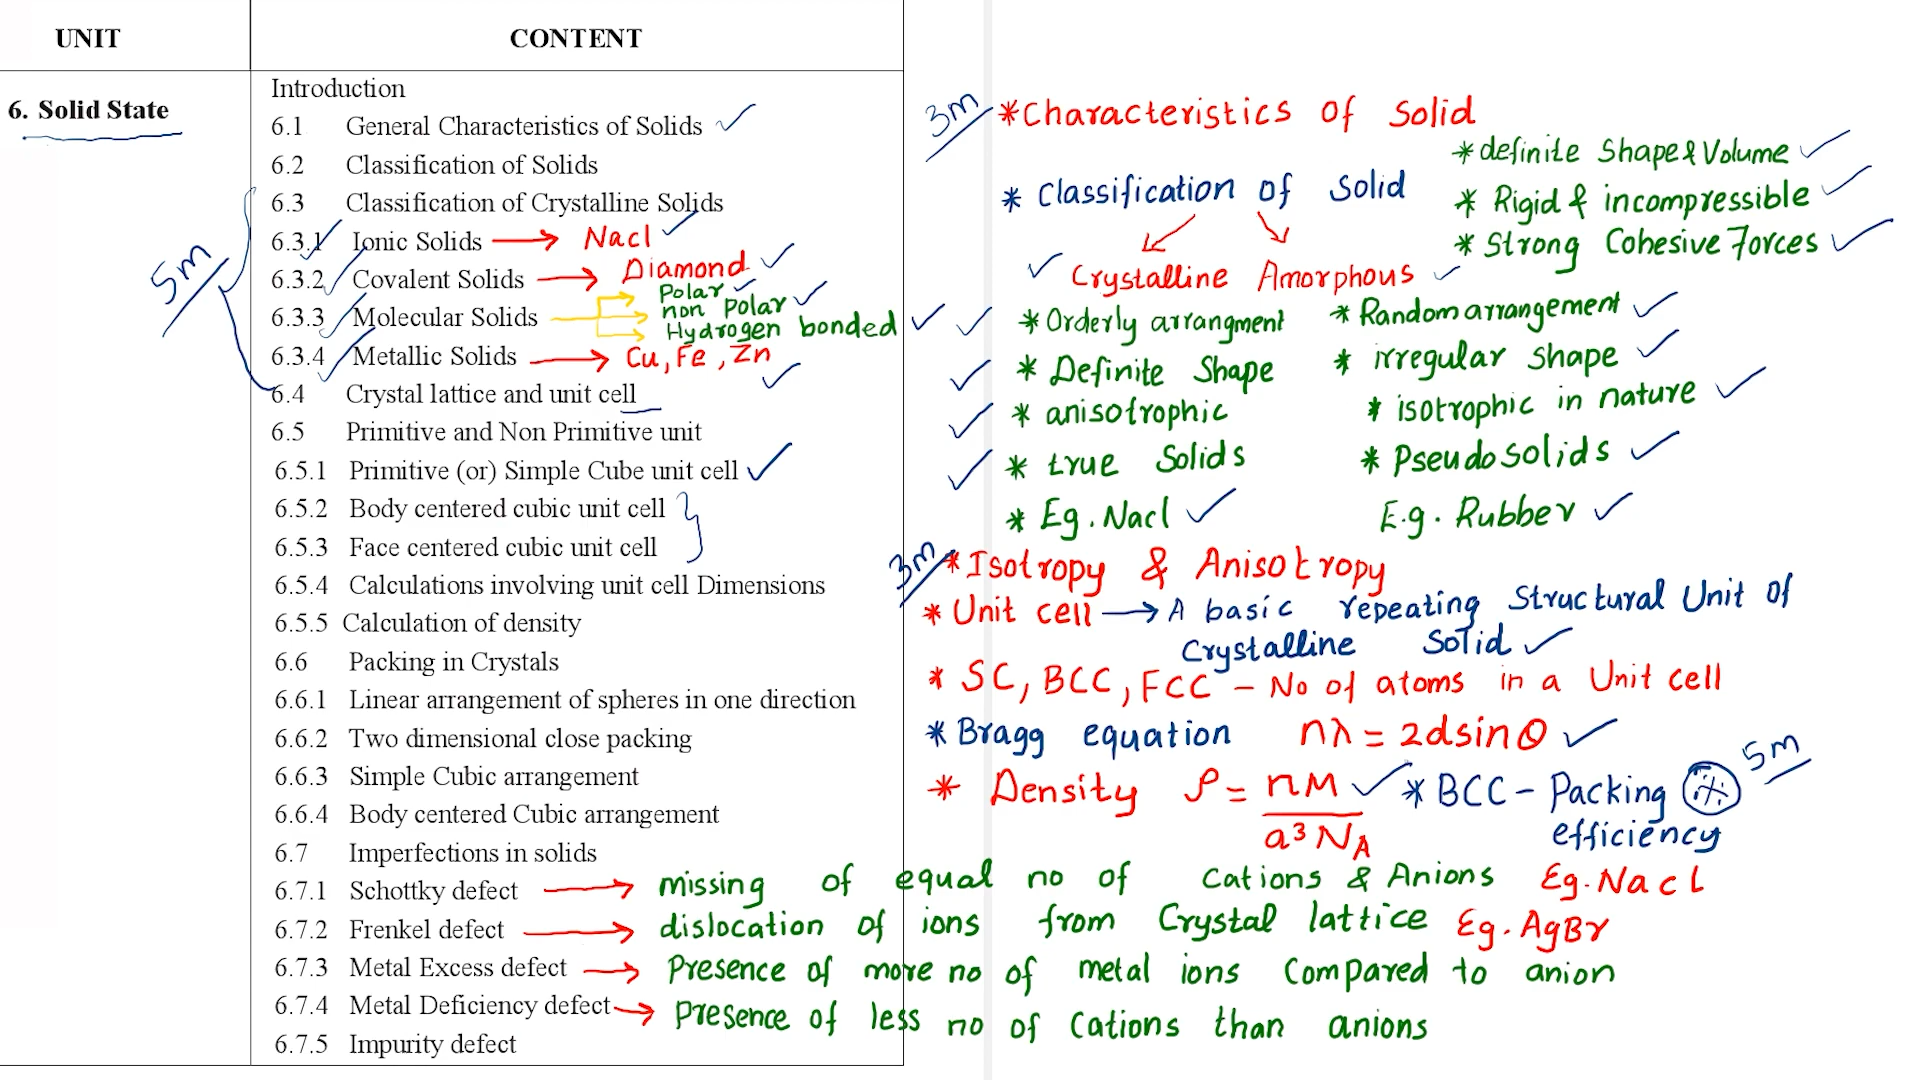 UNIT CONTENT
6. Solid State
Introduction
6.1 General Characteristics of Solids
6.2 Classification of Solids
6.3 Classification of Crystalline Solids
6.3.1 Ionic Solids → Nacl
6.3.2 Covalent Solids → Diamond
6.3.3 Molecular Solids
Polar
non Polar
Hydrogen bonded
6.3.4 Metallic Solids → Cu, Fe, Zn
5m
6.4 Crystal lattice and unit cell
6.5 Primitive and Non Primitive unit
6.5.1 Primitive (or) Simple Cube unit cell
6.5.2 Body centered cubic unit cell
6.5.3 Face centered cubic unit cell
6.5.4 Calculations involving unit cell Dimensions
6.5.5 Calculation of density
6.6 Packing in Crystals
6.6.1 Linear arrangement of spheres in one direction
6.6.2 Two dimensional close packing
6.6.3 Simple Cubic arrangement
6.6.4 Body centered Cubic arrangement
6.7 Imperfections in solids
6.7.1 Schottky defect → missing of equal no of Cations & Anions Eg. Nacl
6.7.2 Frenkel defect → dislocation of ions from Crystal lattice Eg. AgBr
6.7.3 Metal Excess defect → Presence of more no of metal ions Compared to anion
6.7.4 Metal Deficiency defect → Presence of less no of Cations than anions
6.7.5 Impurity defect
3m *Characteristics of Solid
* definite Shape & Volume
* Rigid & incompressible
* Strong Cohesive Forces
* Classification of Solid
Crystalline Amorphous
* Orderly arrangment * Random arrangement
* Definite Shape * irregular shape
* anisotrophic * isotrophic in nature
* true Solids * Pseudo solids
* Eg. Nacl E.g. Rubber
3m *Isotropy & Anisotropy
* Unit cell → A basic repeating Structural Unit of
Crystalline Solid
* SC, BCC, FCC - No of atoms in a Unit cell
* Bragg equation nλ = 2dsinθ
* Density ρ = nM / a³NA
* BCC - Packing 5m
efficiency